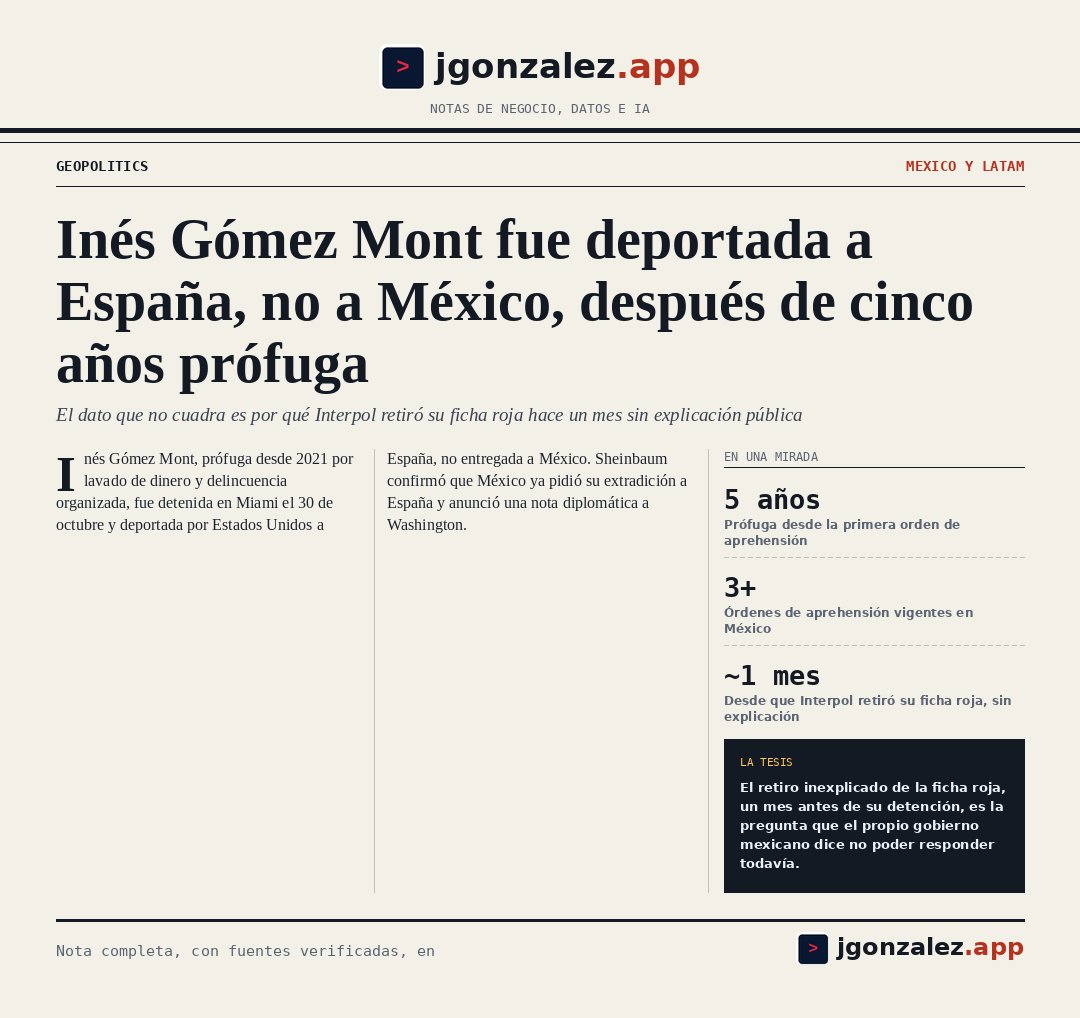 > jgonzalez.app
NOTAS DE NEGOCIO, DATOS E IA
GEOPOLITICS
MEXICO Y LATAM
Inés Gómez Mont fue deportada a
España, no a México, después de cinco
años prófuga
El dato que no cuadra es por qué Interpol retiró su ficha roja hace un mes sin explicación pública
Inés Gómez Mont, prófuga desde 2021 por
lavado de dinero y delincuencia
organizada, fue detenida en Miami el 30 de
octubre y deportada por Estados Unidos a
España, no entregada a México. Sheinbaum
confirmó que México ya pidió su extradición a
España y anunció una nota diplomática a
Washington.
EN UNA MIRADA
5 años
Prófuga desde la primera orden de
aprehensión
3+
Órdenes de aprehensión vigentes en
México
~1 mes
Desde que Interpol retiró su ficha roja, sin
explicación
LA TESIS
El retiro inexplicado de la ficha roja,
un mes antes de su detención, es la
pregunta que el propio gobierno
mexicano dice no poder responder
todavía.
Nota completa, con fuentes verificadas, en
> jgonzalez.app